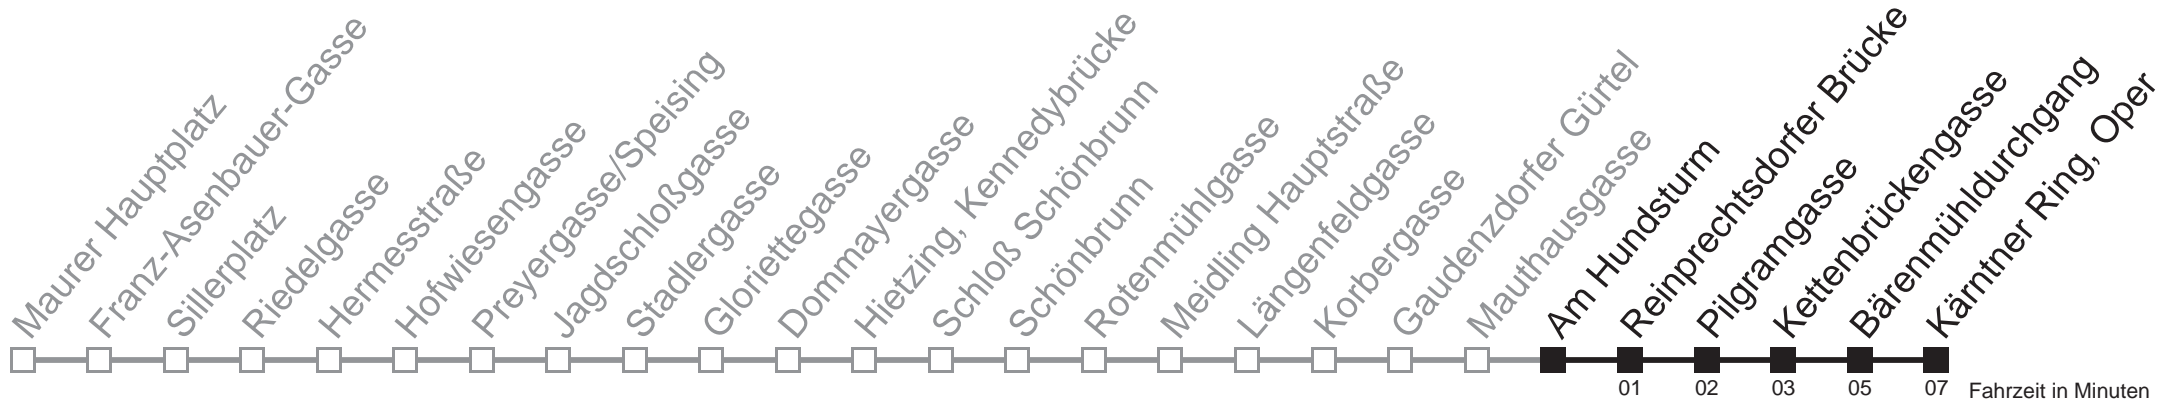 Maurer Hauptplatz
Franz-Asenbauer-Gasse
Sillerplatz
Riedelgasse
Hermesstraße
Hofwiesengasse
Preyergasse/Speising
Jagdschloßgasse
Stadlergasse
Gloriettegasse
Dommayergasse
Hietzing, Kennedybrücke
Schloß Schönbrunn
Schönbrunn
Rotenmühlgasse
Meidling Hauptstraße
Längenfeldgasse
Korbergasse
Gaudenzdorfer Gürtel
Mauthausgasse
Am Hundsturm
Reinprechtsdorfer Brücke
Pilgramgasse
Kettenbrückengasse
Bärenmühldurchgang
Kärntner Ring, Oper
01 02 03 05 07 Fahrzeit in Minuten